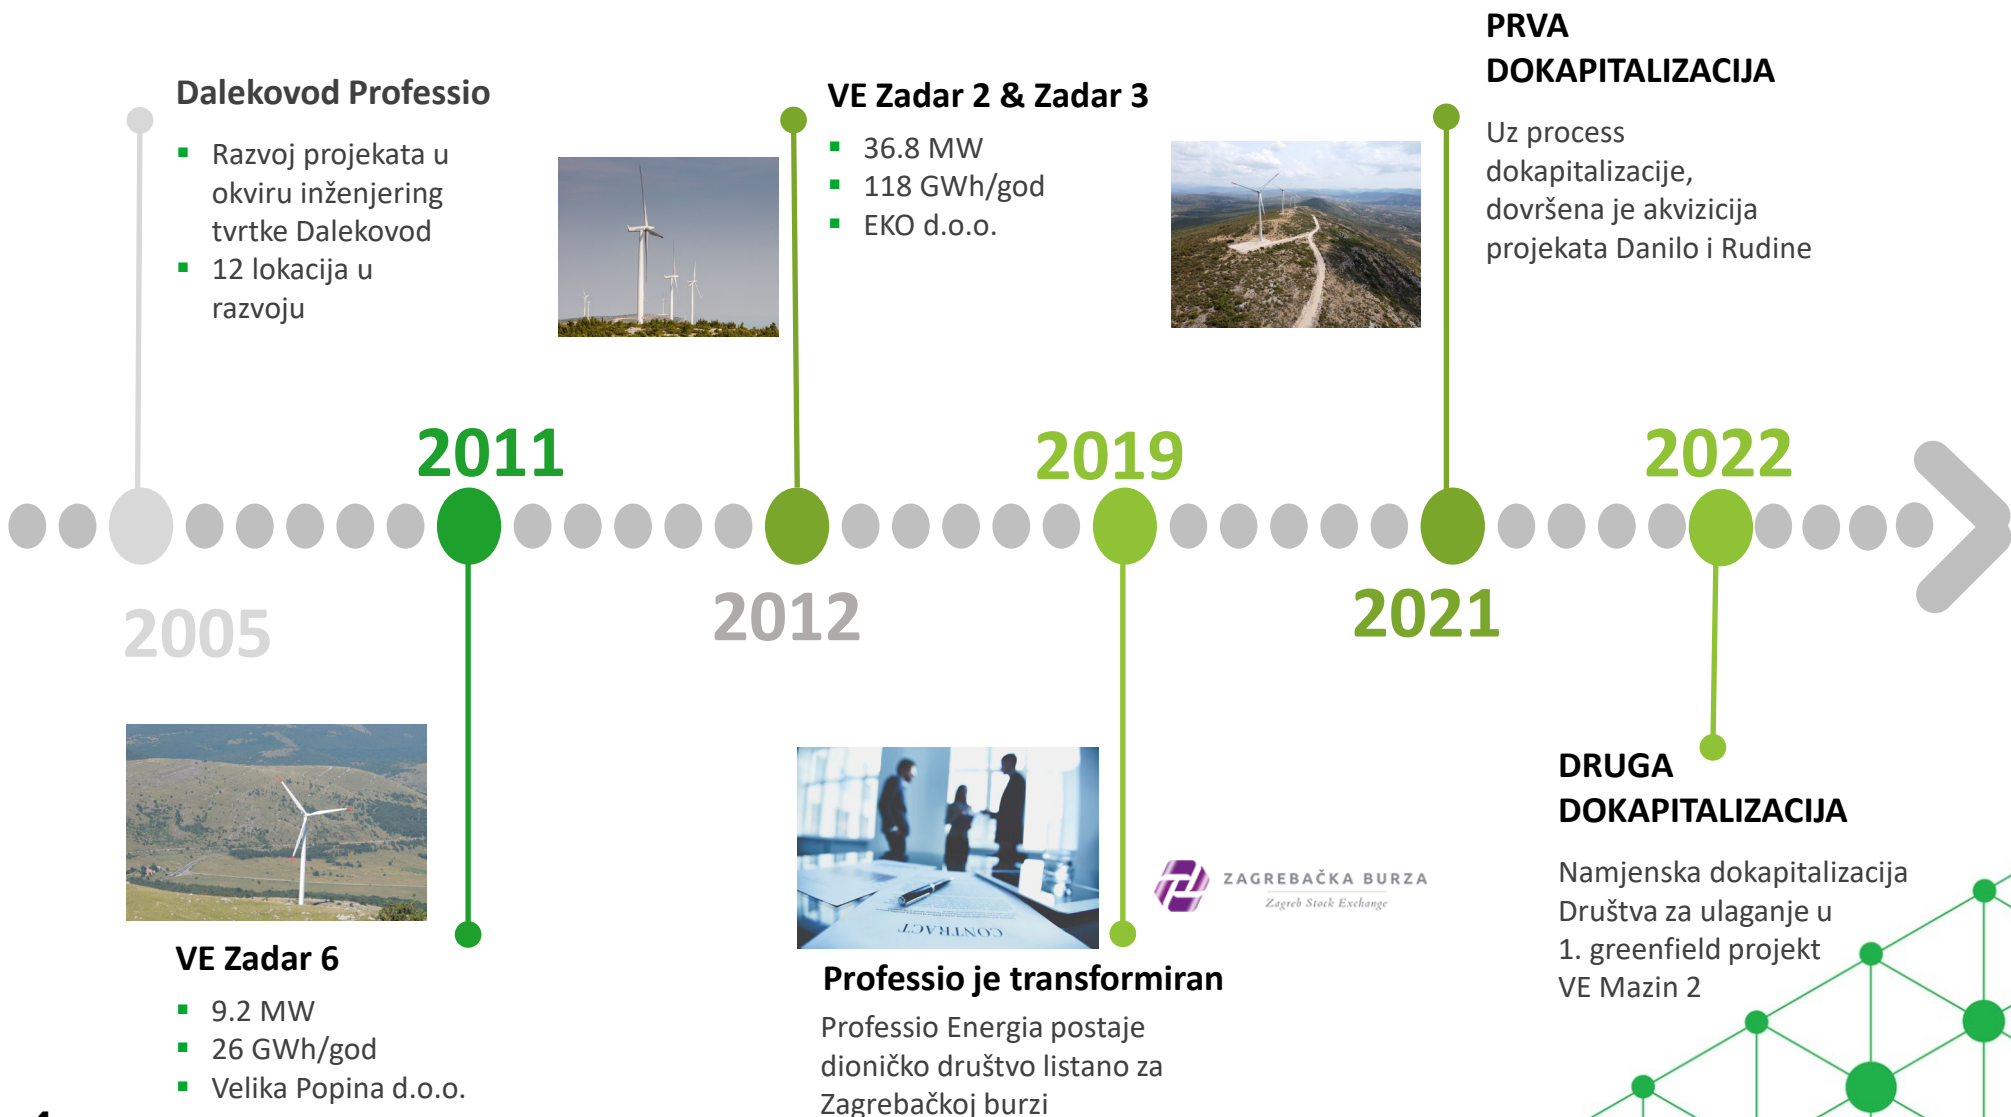 Dalekovod Professio
Razvoj projekata u
okviru inženjering
tvrtke Dalekovod
12 lokacija u
razvoju
VE Zadar 2 & Zadar 3
36.8 MW
118 GWh/god
EKO d.o.o.
PRVA
DOKAPITALIZACIJA
Uz process
dokapitalizacije,
dovršena je akvizicija
projekata Danilo i Rudine
2011
2019
2022
2005
2012
2021
VE Zadar 6
9.2 MW
26 GWh/god
Velika Popina d.o.o.
CONTRACT
ZAGREBAČKA BURZA
Zagreb Stock Exchange
Professio je transformiran
Professio Energia postaje
dioničko društvo listano za
Zagrebačkoj burzi
DRUGA
DOKAPITALIZACIJA
Namjenska dokapitalizacija
Društva za ulaganje u
1. greenfield projekt
VE Mazin 2